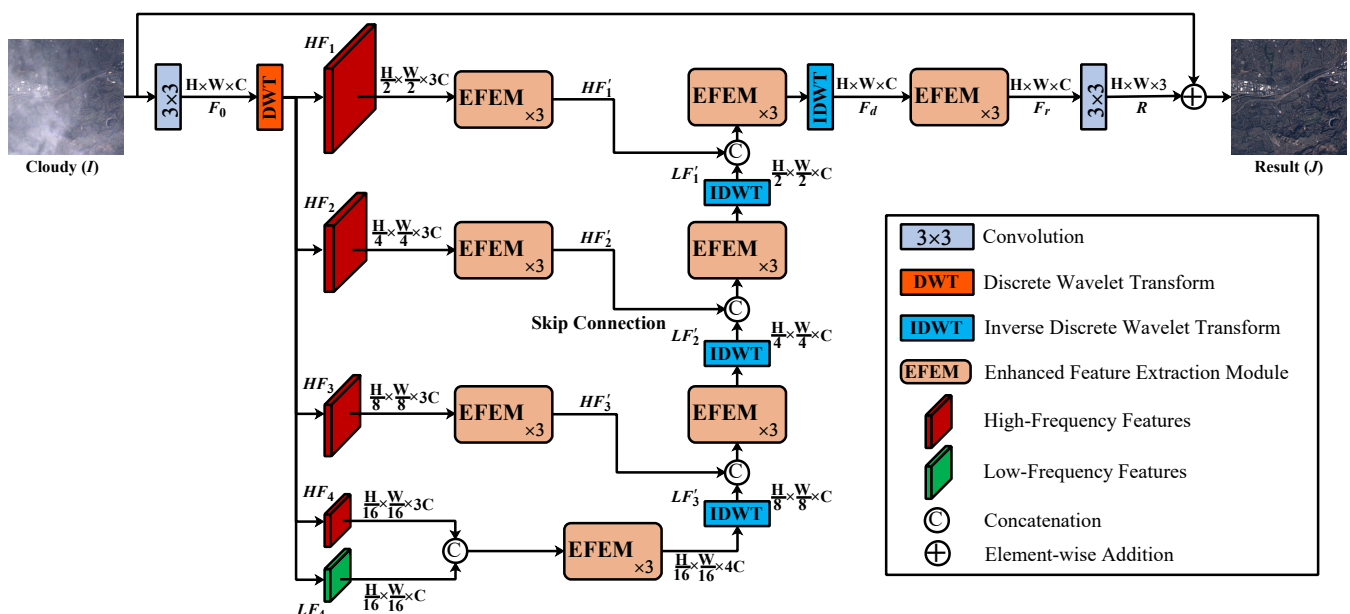 Cloudy (I)
3×3
H×W×C
F₀
DWT
HF₁
H/2×W/2×3C
EFEM
×3
HF₁′
HF₂
H/4×W/4×3C
EFEM
×3
HF₂′
Skip Connection
HF₃
H/8×W/8×3C
EFEM
×3
HF₃′
HF₄
H/16×W/16×3C
C
LF₄
H/16×W/16×C
EFEM
×3
H/16×W/16×4C
IDWT
LF₃′
H/8×W/8×C
C
EFEM
×3
IDWT
LF₂′
H/4×W/4×C
C
EFEM
×3
IDWT
LF₁′
H/2×W/2×C
C
EFEM
×3
IDWT
H×W×C
F_d
EFEM
×3
H×W×C
F_r
3×3
H×W×3
R
Result (J)
3×3 Convolution
DWT Discrete Wavelet Transform
IDWT Inverse Discrete Wavelet Transform
EFEM Enhanced Feature Extraction Module
High-Frequency Features
Low-Frequency Features
C Concatenation
Element-wise Addition